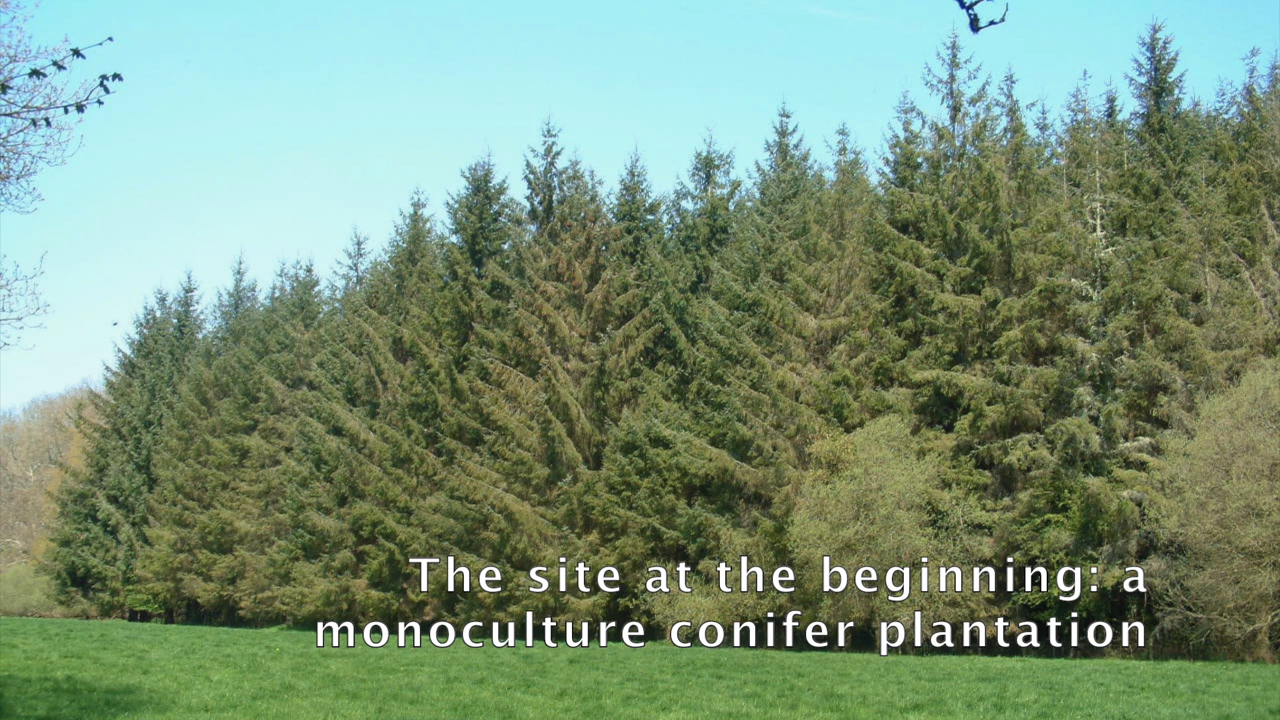 The site at the beginning: a
monoculture conifer plantation